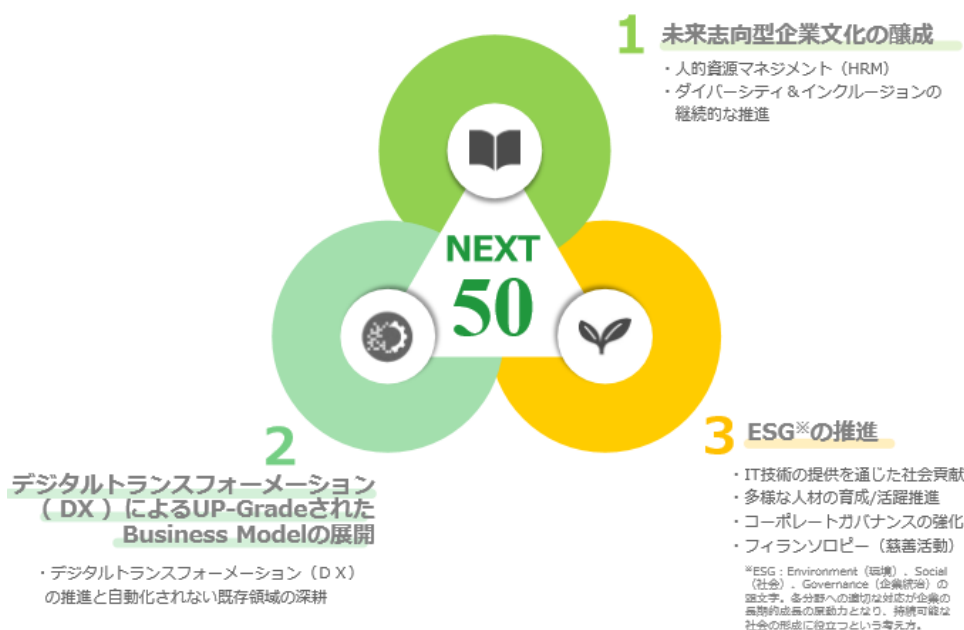 1 未来志向型企業文化の醸成
・人的資源マネジメント（HRM）
・ダイバーシティ＆インクルージョンの
継続的な推進
NEXT
50
2
デジタルトランスフォーメーション
（ DX ）によるUP-Gradeされた
Business Modelの展開
・デジタルトランスフォーメーション（ＤＸ）
の推進と自動化されない既存領域の深耕
3 ESG※の推進
・IT技術の提供を通じた社会貢献
・多様な人材の育成/活躍推進
・コーポレートガバナンスの強化
・フィランソロピー（慈善活動）
※ESG：Environment（環境）、Social
（社会）、Governance（企業統治）の
頭文字。各分野への適切な対応が企業の
長期的成長の原動力となり、持続可能な
社会の形成に役立つという考え方。